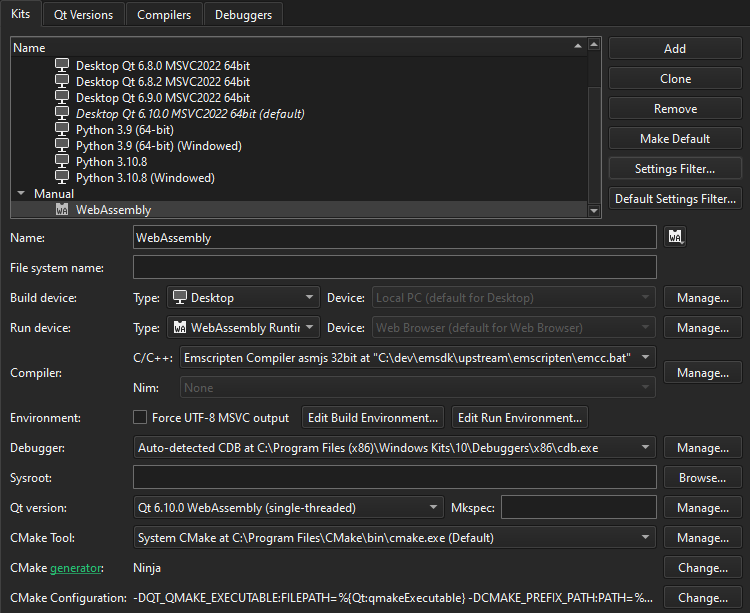 Kits Qt Versions Compilers Debuggers
Name
Desktop Qt 6.8.0 MSVC2022 64bit
Desktop Qt 6.8.2 MSVC2022 64bit
Desktop Qt 6.9.0 MSVC2022 64bit
Desktop Qt 6.10.0 MSVC2022 64bit (default)
Python 3.9 (64-bit)
Python 3.9 (64-bit) (Windowed)
Python 3.10.8
Python 3.10.8 (Windowed)
Manual
WebAssembly
Add
Clone
Remove
Make Default
Settings Filter...
Default Settings Filter...
Name: WebAssembly
File system name:
Build device: Type: Desktop Device: Local PC (default for Desktop) Manage...
Run device: Type: WebAssembly Runtir Device: Web Browser (default for Web Browser) Manage...
Compiler: C/C++: Emscripten Compiler asmjs 32bit at "C:\dev\emsdk\upstream\emscripten\emcc.bat" Manage...
Nim: None
Environment: Force UTF-8 MSVC output Edit Build Environment... Edit Run Environment...
Debugger: Auto-detected CDB at C:\Program Files (x86)\Windows Kits\10\Debuggers\x86\cdb.exe Manage...
Sysroot: Browse...
Qt version: Qt 6.10.0 WebAssembly (single-threaded) Mkspec: Manage...
CMake Tool: System CMake at C:\Program Files\CMake\bin\cmake.exe (Default) Manage...
CMake generator: Ninja Change...
CMake Configuration: -DQT_QMAKE_EXECUTABLE:FILEPATH=%{Qt:qmakeExecutable} -DCMAKE_PREFIX_PATH:PATH=%... Change...